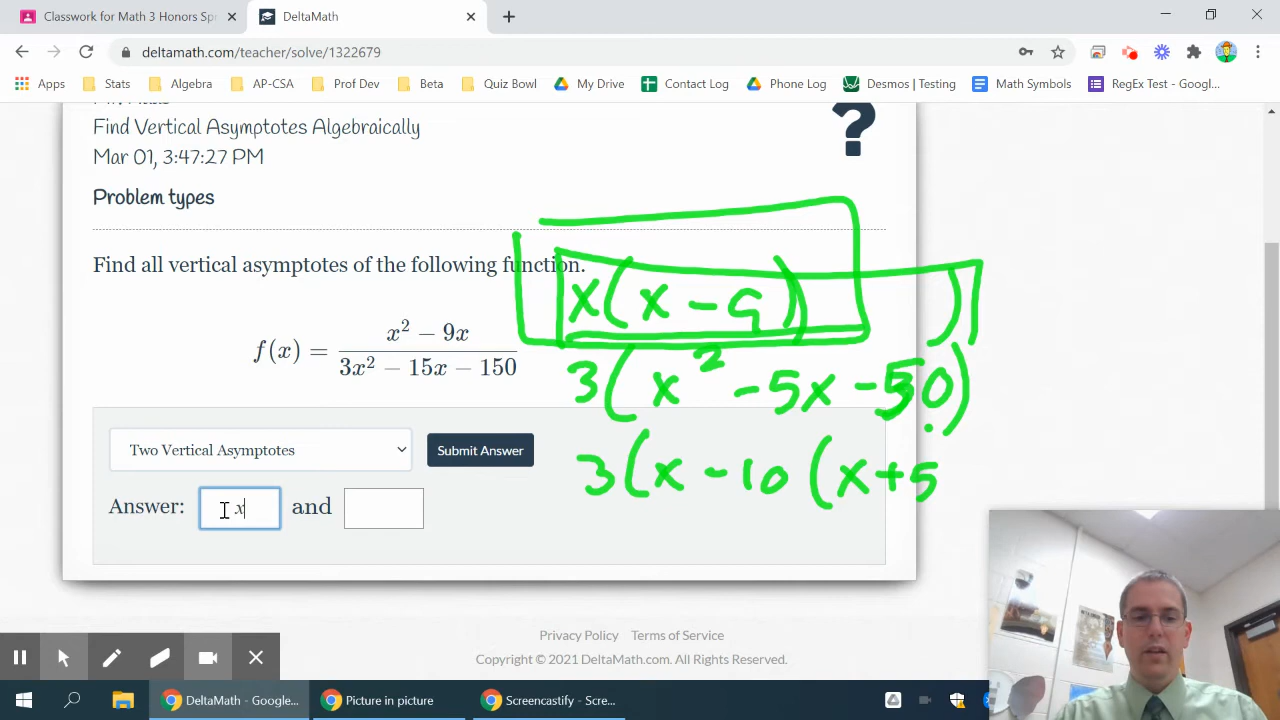 Classwork for Math 3 Honors Spr
DeltaMath
deltamath.com/teacher/solve/1322679
Apps Stats Algebra AP-CSA Prof Dev Beta Quiz Bowl My Drive Contact Log Phone Log Desmos | Testing Math Symbols RegEx Test - Googl...
Find Vertical Asymptotes Algebraically
Mar 01, 3:47:27 PM
?
Problem types
Find all vertical asymptotes of the following function.
f(x) = (x² − 9x)/(3x² − 15x − 150)
x(x − 9) )
3(x² − 5x − 50)
3(x − 10 (x + 5
Two Vertical Asymptotes
Submit Answer
Answer: x and
Privacy Policy Terms of Service
Copyright © 2021 DeltaMath.com. All Rights Reserved.
DeltaMath - Google... Picture in picture Screencastify - Scre...